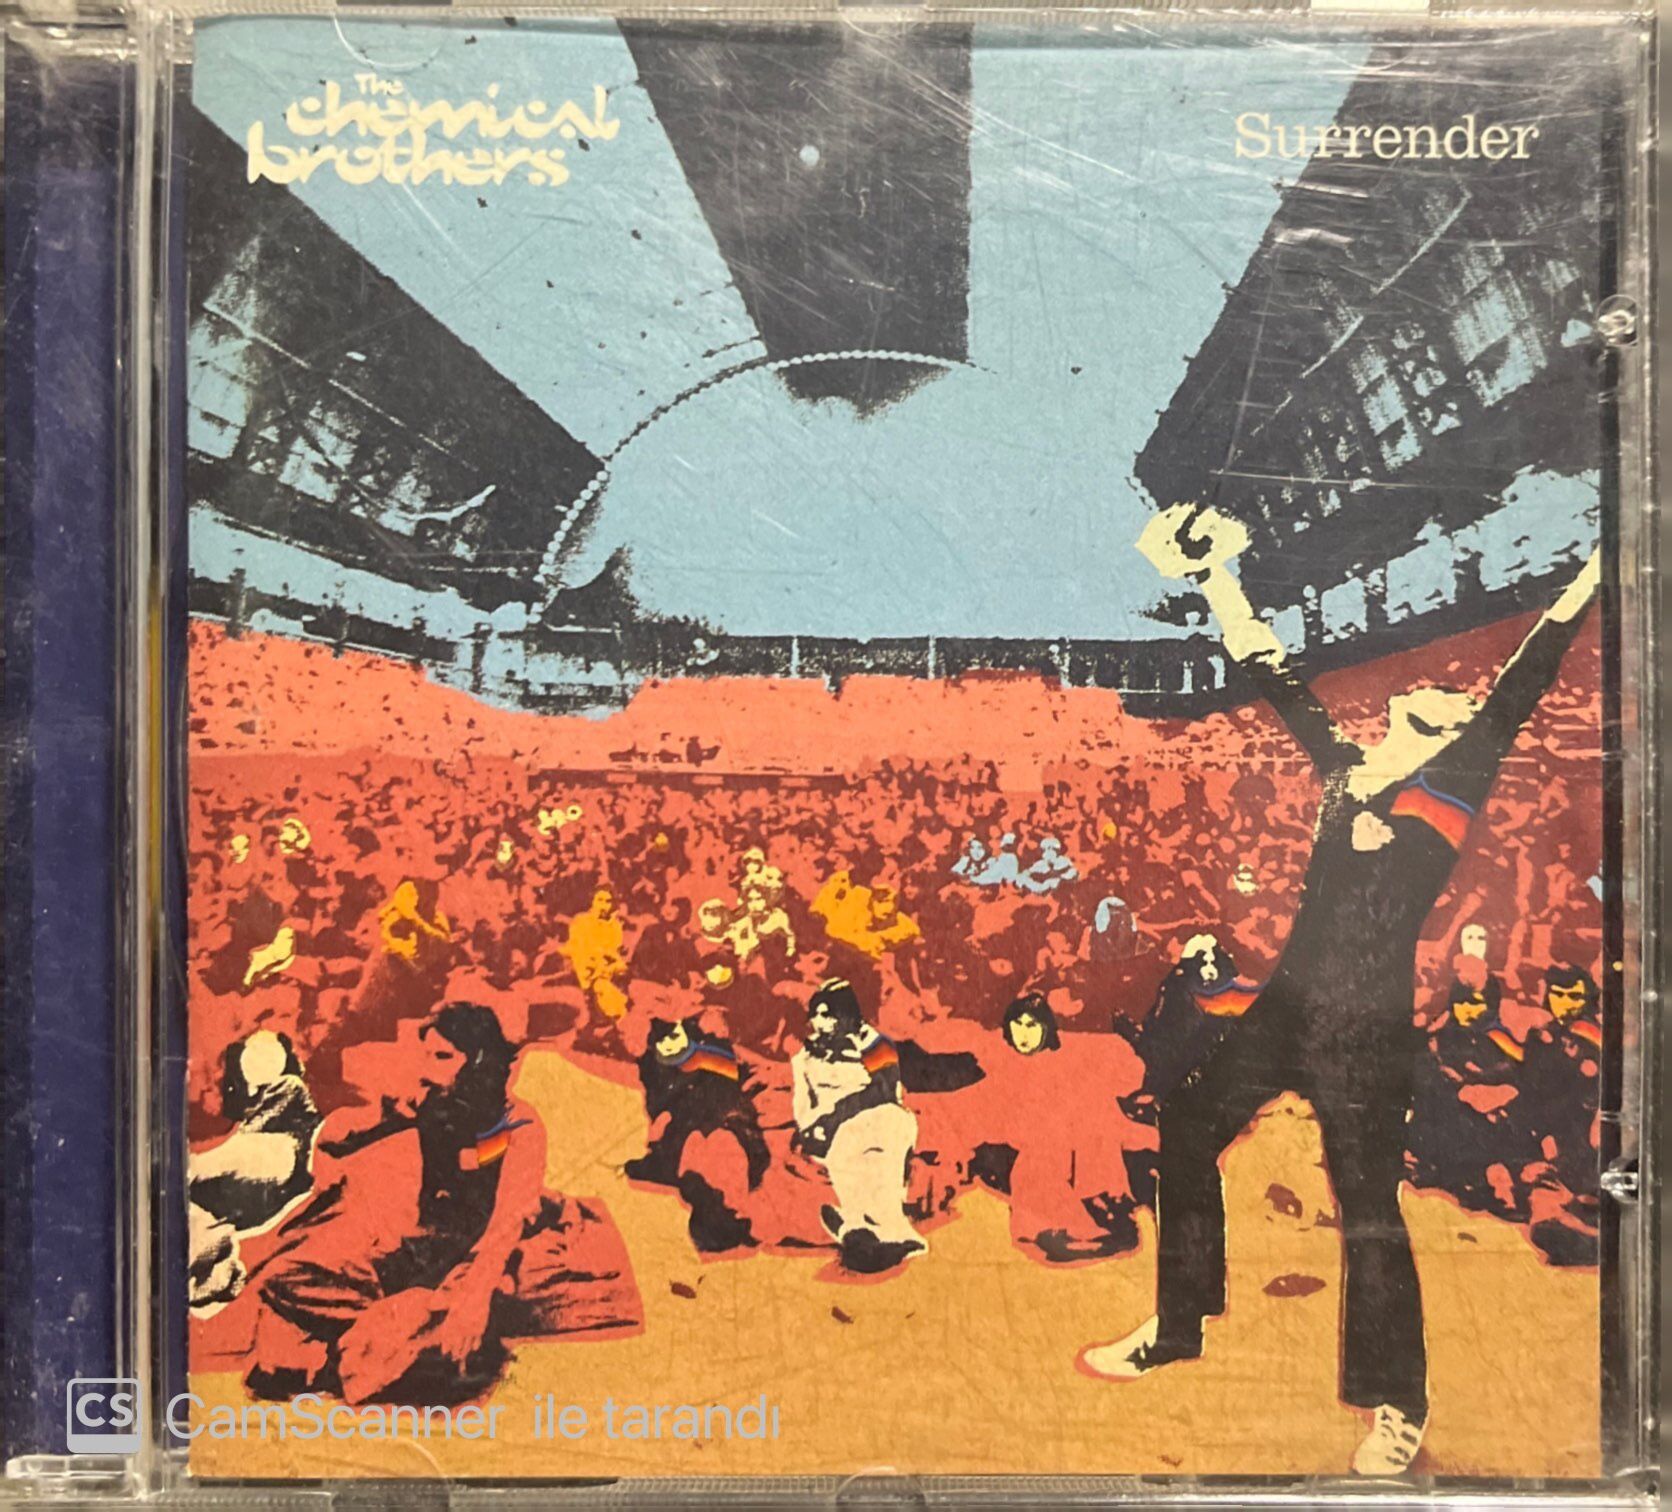 The
chemical
brothers
Surrender
CS CamScanner ile tarandı